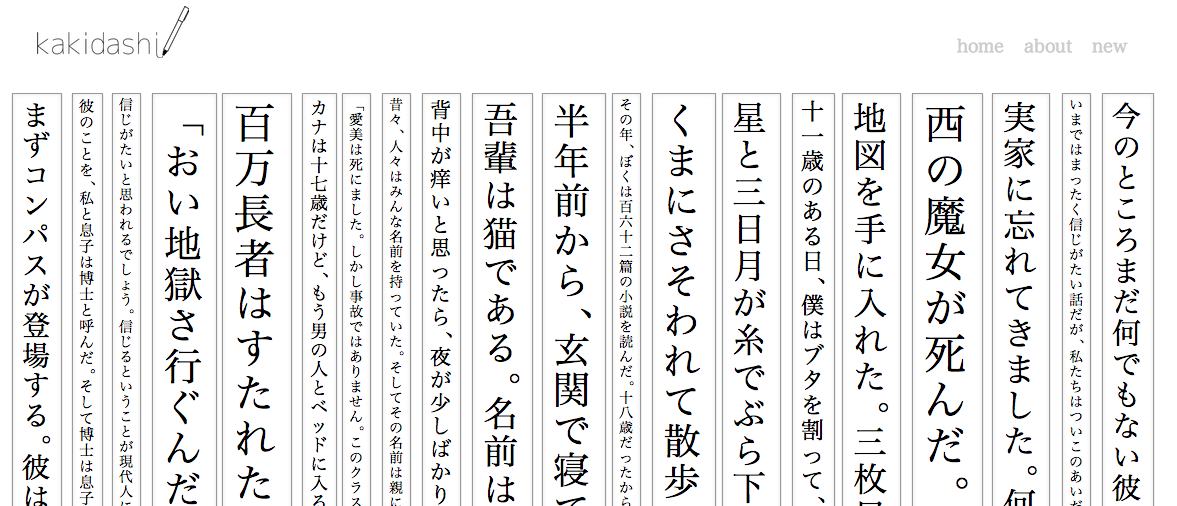 kakidashi
home
about
new
今のところまだ何でもない彼
いまではまったく信じがたい話だが、私たちはついこのあいだ
実家に忘れてきました。何
西の魔女が死んだ。
地図を手に入れた。三枚
十一歳のある日、僕はブタを割って、
星と三日月が糸でぶら下
くまにさそわれて散歩
その年、ぼくは百六十二篇の小説を読んだ。十八歳だったから
半年前から、玄関で寝て
吾輩は猫である。名前は
背中が痒いと思ったら、夜が少しばかり
昔々、人々はみんな名前を持っていた。そしてその名前は親に
「愛美は死にました。しかし事故ではありません。このクラス
カナは十七歳だけど、もう男の人とベッドに入る
百万長者はすたれた
「おい地獄さ行ぐんだ
信じがたいと思われるでしょう。信じるということが現代人に
彼のことを、私と息子は博士と呼んだ。そして博士は息子
まずコンパスが登場する。彼は